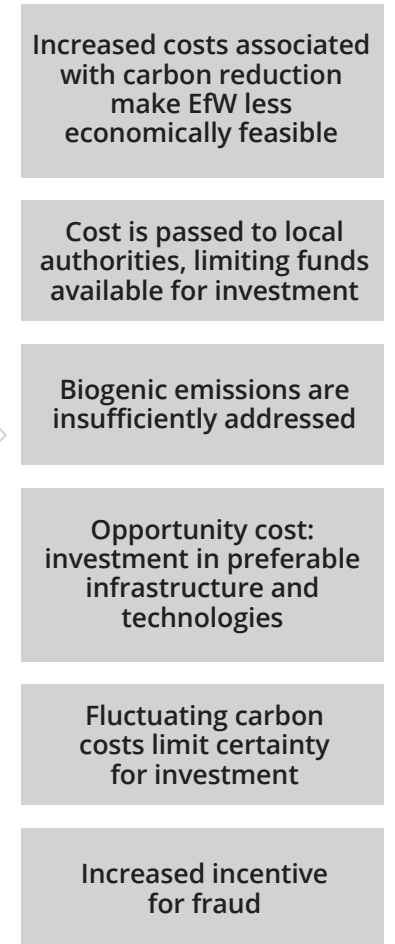 Increased costs associated
with carbon reduction
make EfW less
economically feasible
Cost is passed to local
authorities, limiting funds
available for investment
Biogenic emissions are
insufficiently addressed
Opportunity cost:
investment in preferable
infrastructure and
technologies
Fluctuating carbon
costs limit certainty
for investment
Increased incentive
for fraud